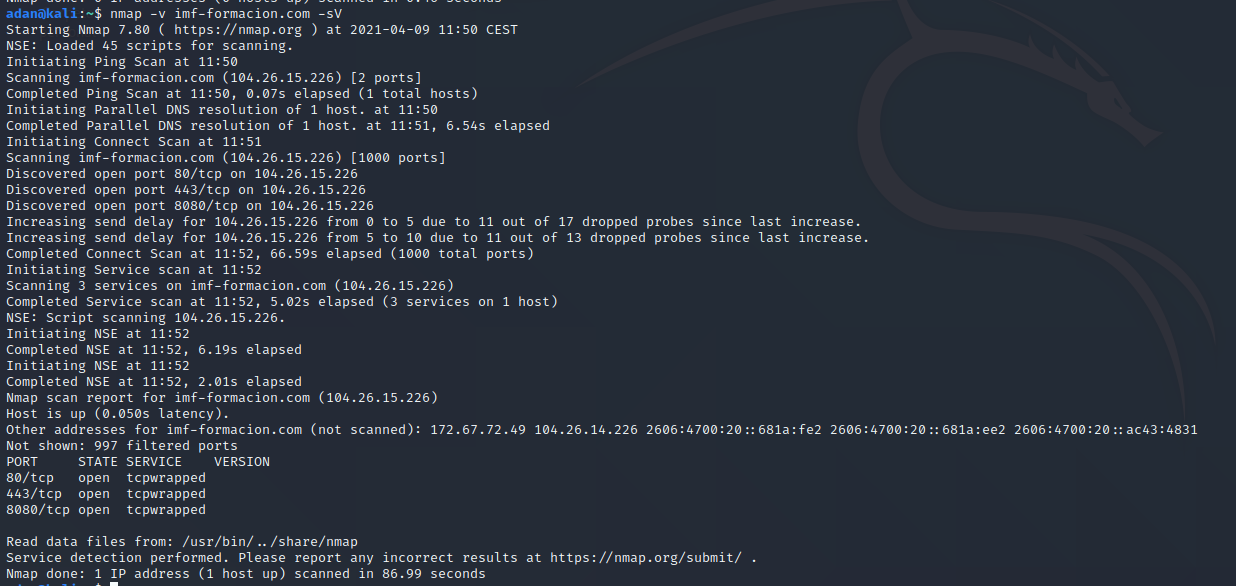 adan@kali:~$ nmap -v imf-formacion.com -sV
Starting Nmap 7.80 ( https://nmap.org ) at 2021-04-09 11:50 CEST
NSE: Loaded 45 scripts for scanning.
Initiating Ping Scan at 11:50
Scanning imf-formacion.com (104.26.15.226) [2 ports]
Completed Ping Scan at 11:50, 0.07s elapsed (1 total hosts)
Initiating Parallel DNS resolution of 1 host. at 11:50
Completed Parallel DNS resolution of 1 host. at 11:51, 6.54s elapsed
Initiating Connect Scan at 11:51
Scanning imf-formacion.com (104.26.15.226) [1000 ports]
Discovered open port 80/tcp on 104.26.15.226
Discovered open port 443/tcp on 104.26.15.226
Discovered open port 8080/tcp on 104.26.15.226
Increasing send delay for 104.26.15.226 from 0 to 5 due to 11 out of 17 dropped probes since last increase.
Increasing send delay for 104.26.15.226 from 5 to 10 due to 11 out of 13 dropped probes since last increase.
Completed Connect Scan at 11:52, 66.59s elapsed (1000 total ports)
Initiating Service scan at 11:52
Scanning 3 services on imf-formacion.com (104.26.15.226)
Completed Service scan at 11:52, 5.02s elapsed (3 services on 1 host)
NSE: Script scanning 104.26.15.226.
Initiating NSE at 11:52
Completed NSE at 11:52, 6.19s elapsed
Initiating NSE at 11:52
Completed NSE at 11:52, 2.01s elapsed
Nmap scan report for imf-formacion.com (104.26.15.226)
Host is up (0.050s latency).
Other addresses for imf-formacion.com (not scanned): 172.67.72.49 104.26.14.226 2606:4700:20::681a:fe2 2606:4700:20::681a:ee2 2606:4700:20::ac43:4831
Not shown: 997 filtered ports
PORT     STATE SERVICE    VERSION
80/tcp   open  tcpwrapped
443/tcp  open  tcpwrapped
8080/tcp open  tcpwrapped
Read data files from: /usr/bin/../share/nmap
Service detection performed. Please report any incorrect results at https://nmap.org/submit/ .
Nmap done: 1 IP address (1 host up) scanned in 86.99 seconds